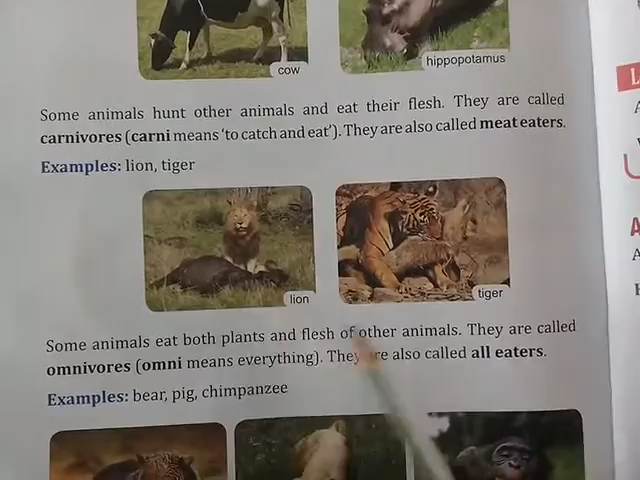 cow
hippopotamus
Some animals hunt other animals and eat their flesh. They are called
carnivores (carni means 'to catch and eat'). They are also called meat eaters.
Examples: lion, tiger
lion
tiger
Some animals eat both plants and flesh of other animals. They are called
omnivores (omni means everything). They are also called all eaters.
Examples: bear, pig, chimpanzee